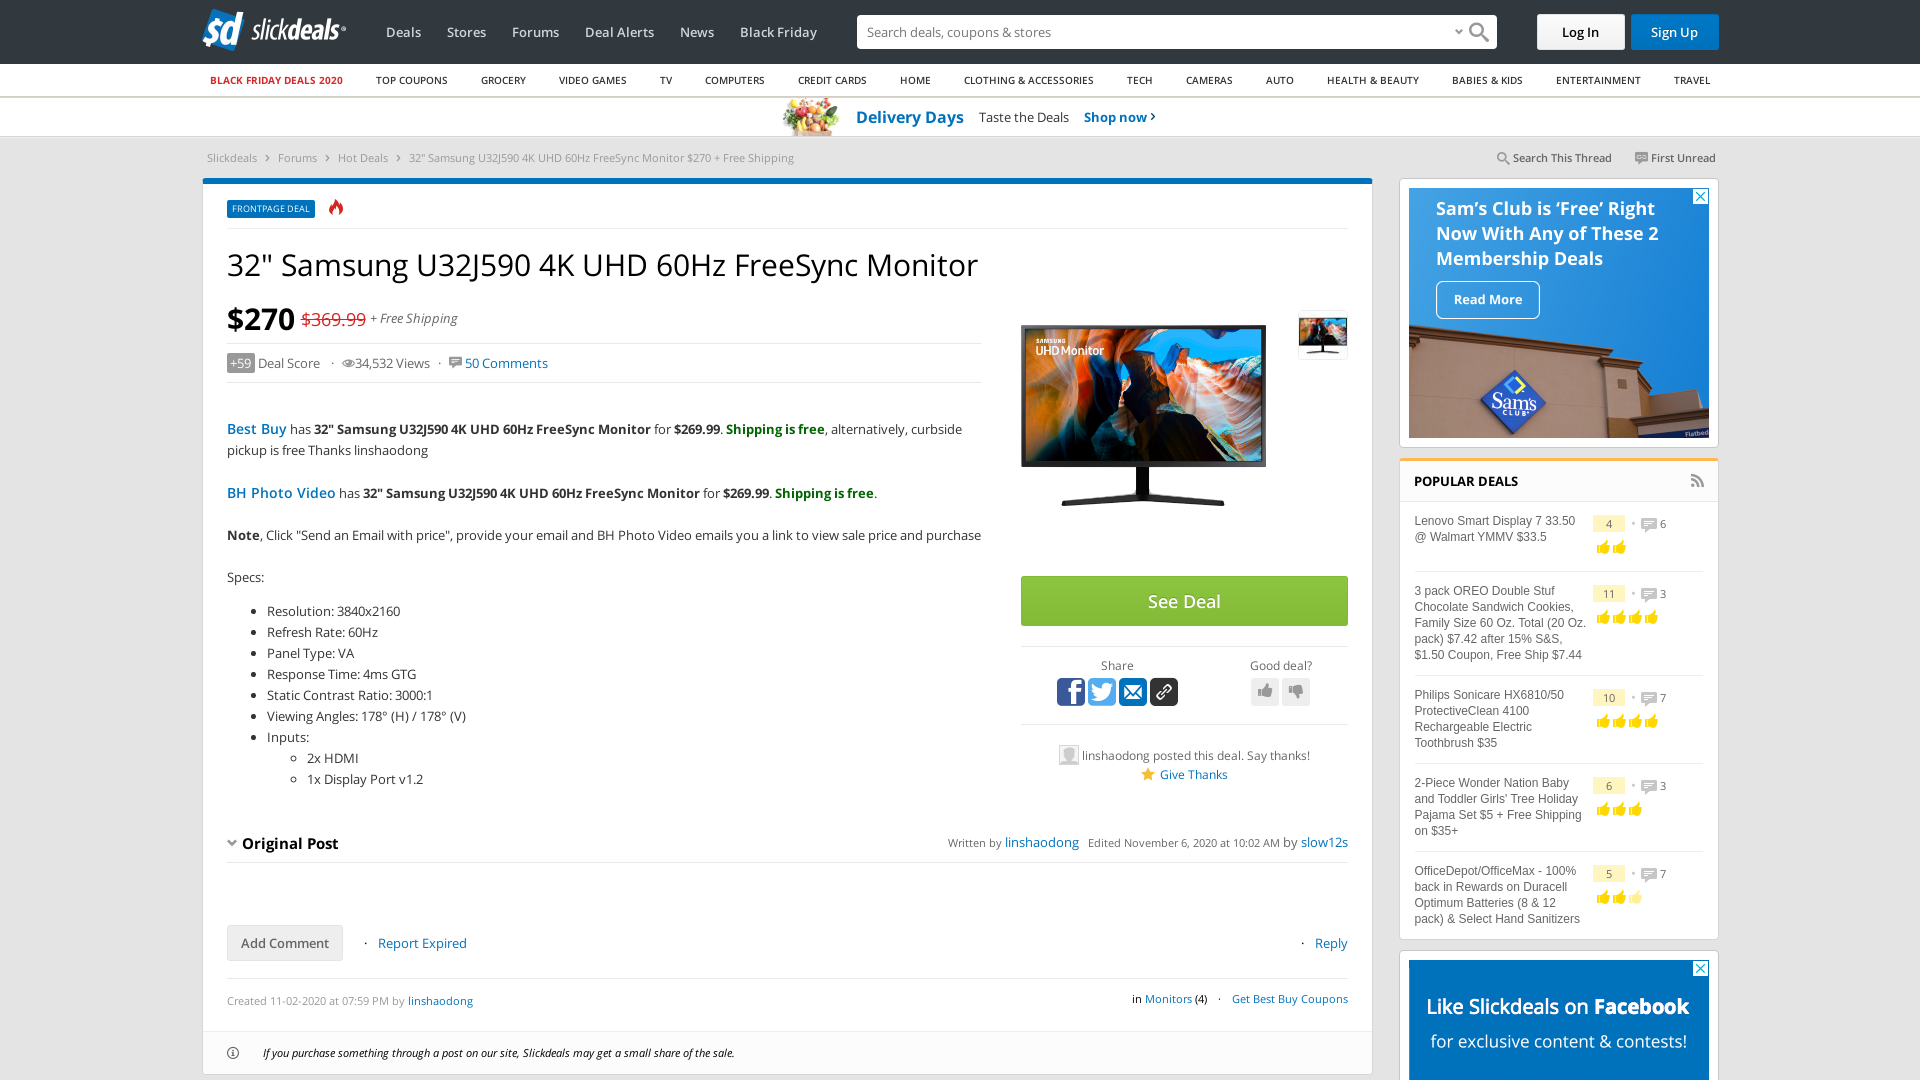 slickdeals
Deals
Stores
Forums
Deal Alerts
News
Black Friday
Search deals, coupons & stores
Log In
Sign Up
BLACK FRIDAY DEALS 2020
TOP COUPONS
GROCERY
VIDEO GAMES
TV
COMPUTERS
CREDIT CARDS
HOME
CLOTHING & ACCESSORIES
TECH
CAMERAS
AUTO
HEALTH & BEAUTY
BABIES & KIDS
ENTERTAINMENT
TRAVEL
Delivery Days Taste the Deals Shop now
Slickdeals > Forums > Hot Deals > 32" Samsung U32J590 4K UHD 60Hz FreeSync Monitor $270 + Free Shipping
Search This Thread
First Unread
FRONTPAGE DEAL
32" Samsung U32J590 4K UHD 60Hz FreeSync Monitor
$270 $369.99 + Free Shipping
+59 Deal Score · 34,532 Views · 50 Comments
Best Buy has 32" Samsung U32J590 4K UHD 60Hz FreeSync Monitor for $269.99. Shipping is free, alternatively, curbside
pickup is free Thanks linshaodong
BH Photo Video has 32" Samsung U32J590 4K UHD 60Hz FreeSync Monitor for $269.99. Shipping is free.
Note, Click "Send an Email with price", provide your email and BH Photo Video emails you a link to view sale price and purchase
Specs:
Resolution: 3840x2160
Refresh Rate: 60Hz
Panel Type: VA
Response Time: 4ms GTG
Static Contrast Ratio: 3000:1
Viewing Angles: 178° (H) / 178° (V)
Inputs:
2x HDMI
1x Display Port v1.2
SAMSUNG
UHD Monitor
See Deal
Share
Good deal?
linshaodong posted this deal. Say thanks!
Give Thanks
Original Post
Written by linshaodong Edited November 6, 2020 at 10:02 AM by slow12s
Add Comment
· Report Expired
· Reply
Created 11-02-2020 at 07:59 PM by linshaodong
in Monitors (4) · Get Best Buy Coupons
If you purchase something through a post on our site, Slickdeals may get a small share of the sale.
Sam's Club is ‘Free’ Right
Now With Any of These 2
Membership Deals
Read More
Sam's
CLUB
Flatbed
POPULAR DEALS
Lenovo Smart Display 7 33.50
@ Walmart YMMV $33.5
4 • 6
3 pack OREO Double Stuf
Chocolate Sandwich Cookies,
Family Size 60 Oz. Total (20 Oz.
pack) $7.42 after 15% S&S,
$1.50 Coupon, Free Ship $7.44
11 • 3
Philips Sonicare HX6810/50
ProtectiveClean 4100
Rechargeable Electric
Toothbrush $35
10 • 7
2-Piece Wonder Nation Baby
and Toddler Girls' Tree Holiday
Pajama Set $5 + Free Shipping
on $35+
6 • 3
OfficeDepot/OfficeMax - 100%
back in Rewards on Duracell
Optimum Batteries (8 & 12
pack) & Select Hand Sanitizers
5 • 7
Like Slickdeals on Facebook
for exclusive content & contests!